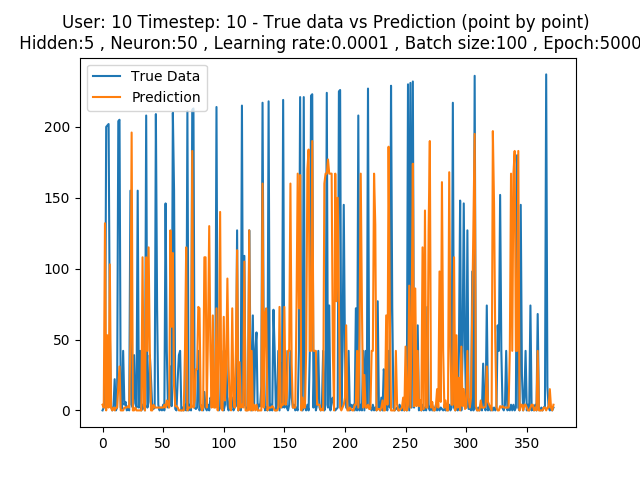 User: 10 Timestep: 10 - True data vs Prediction (point by point)
Hidden:5 , Neuron:50 , Learning rate:0.0001 , Batch size:100 , Epoch:5000
True Data
Prediction
200
150
100
50
0
0 50 100 150 200 250 300 350